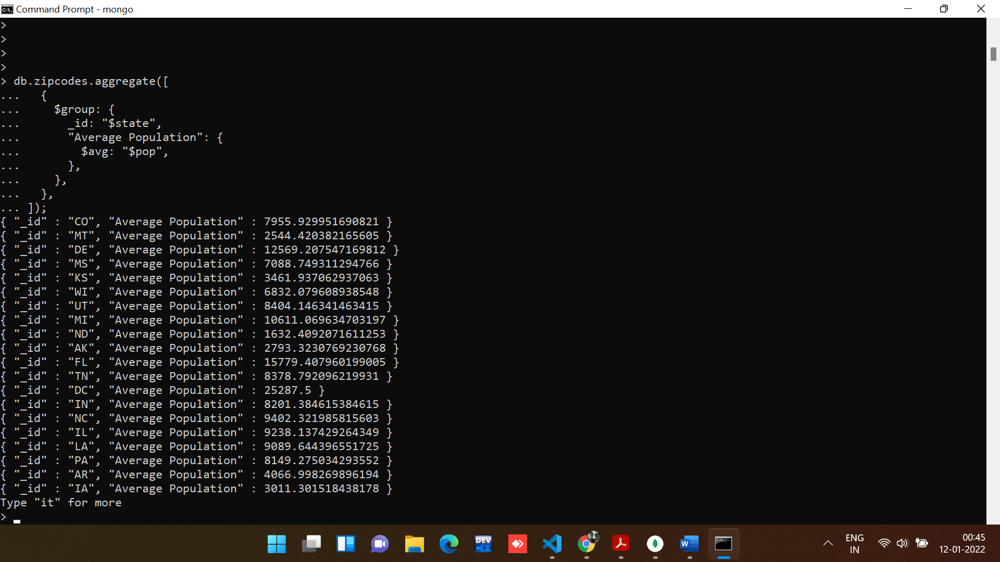 Command Prompt - mongo
>
>
>
>
> db.zipcodes.aggregate([
...   {
...     $group: {
...       _id: "$state",
...       "Average Population": {
...         $avg: "$pop",
...       },
...     },
...   },
... ]);
{ "_id" : "CO", "Average Population" : 7955.929951690821 }
{ "_id" : "MT", "Average Population" : 2544.420382165605 }
{ "_id" : "DE", "Average Population" : 12569.207547169812 }
{ "_id" : "MS", "Average Population" : 7088.749311294766 }
{ "_id" : "KS", "Average Population" : 3461.937062937063 }
{ "_id" : "WI", "Average Population" : 6832.079608938548 }
{ "_id" : "UT", "Average Population" : 8404.146341463415 }
{ "_id" : "MI", "Average Population" : 10611.069634703197 }
{ "_id" : "ND", "Average Population" : 1632.4092071611253 }
{ "_id" : "AK", "Average Population" : 2793.3230769230768 }
{ "_id" : "FL", "Average Population" : 15779.407960199005 }
{ "_id" : "TN", "Average Population" : 8378.792096219931 }
{ "_id" : "DC", "Average Population" : 25287.5 }
{ "_id" : "IN", "Average Population" : 8201.384615384615 }
{ "_id" : "NC", "Average Population" : 9402.321985815603 }
{ "_id" : "IL", "Average Population" : 9238.137429264349 }
{ "_id" : "LA", "Average Population" : 9089.644396551725 }
{ "_id" : "PA", "Average Population" : 8149.275034293552 }
{ "_id" : "AR", "Average Population" : 4066.998269896194 }
{ "_id" : "IA", "Average Population" : 3011.301518438178 }
Type "it" for more
>
DEV
C++
W
ENG
IN
00:45
12-01-2022